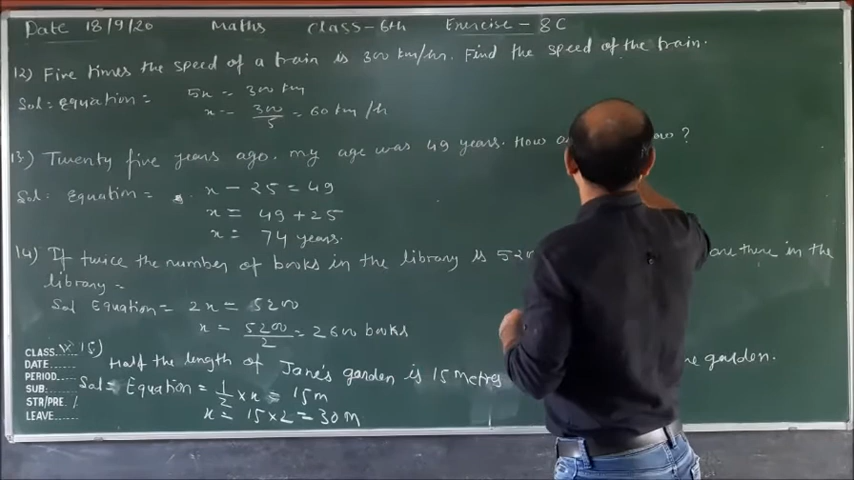 Date 18/9/20 Maths Class-6th Exercise-8C
12) Five times the speed of a train is 300 km/hr. Find the speed of the train.
Sol: equation = 5x = 300 km
x = 300/5 = 60 km/h
13) Twenty five years ago. my age was 49 years. How ?
Sol: Equation = x - 25 = 49
x = 49 + 25
x = 74 years.
14) If twice the number of books in the library is are there in the
library =
Sol Equation = 2x = 5200
x = 5200/2 = 2600 books
15) Half the length of Jane's garden is 15 metres garden.
Sol = Equation = 1/2 × x = 15m
x = 15×2 = 30 m
CLASS
DATE
PERIOD
SUB
STR/PRE. /
LEAVE